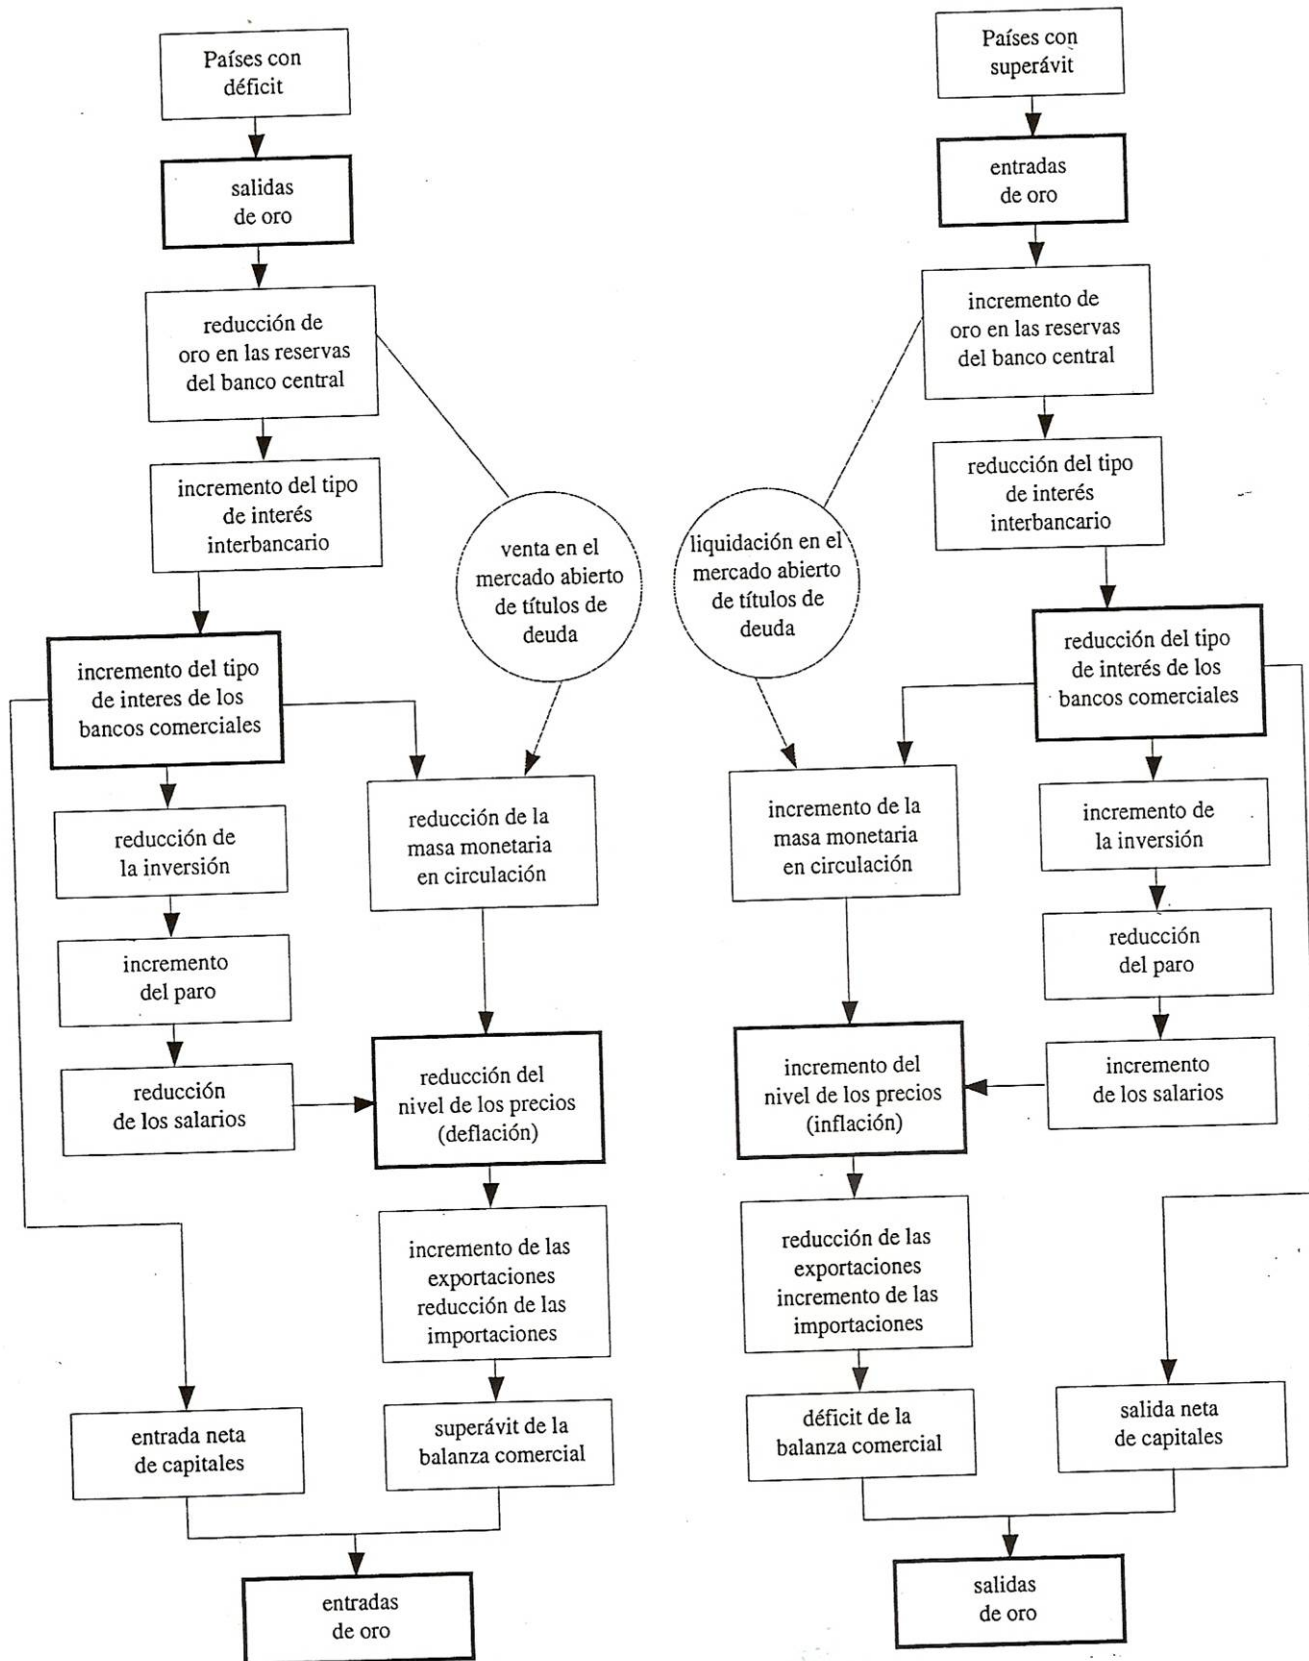 Países con
déficit
salidas
de oro
reducción de
oro en las reservas
del banco central
incremento del tipo
de interés
interbancario
venta en el
mercado abierto
de títulos de
deuda
incremento del tipo
de interes de los
bancos comerciales
reducción de
la inversión
incremento
del paro
reducción
de los salarios
reducción de la
masa monetaria
en circulación
reducción del
nivel de los precios
(deflación)
incremento de las
exportaciones
reducción de las
importaciones
entrada neta
de capitales
superávit de la
balanza comercial
entradas
de oro
Países con
superávit
entradas
de oro
incremento de
oro en las reservas
del banco central
reducción del tipo
de interés
interbancario
liquidación en el
mercado abierto
de títulos de
deuda
reducción del tipo
de interés de los
bancos comerciales
incremento de la
masa monetaria
en circulación
incremento de
la inversión
reducción
del paro
incremento
de los salarios
incremento del
nivel de los precios
(inflación)
reducción de las
exportaciones
incremento de las
importaciones
déficit de la
balanza comercial
salida neta
de capitales
salidas
de oro